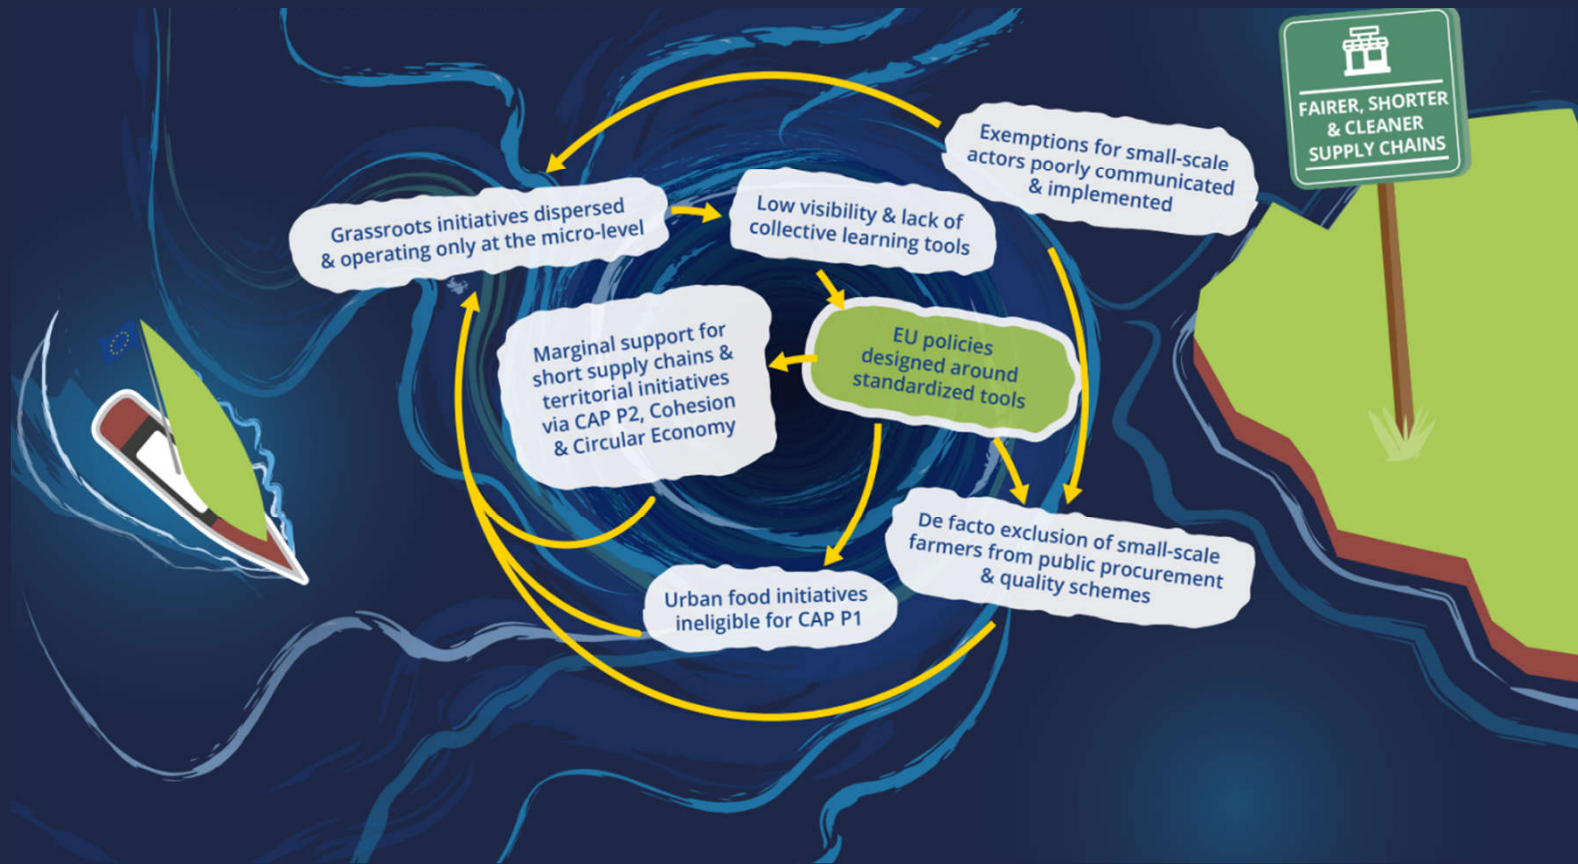 FAIRER, SHORTER
& CLEANER
SUPPLY CHAINS
Exemptions for small-scale
actors poorly communicated
& implemented
Grassroots initiatives dispersed
& operating only at the micro-level
Low visibility & lack of
collective learning tools
Marginal support for
short supply chains &
territorial initiatives
via CAP P2, Cohesion
& Circular Economy
EU policies
designed around
standardized tools
De facto exclusion of small-scale
farmers from public procurement
& quality schemes
Urban food initiatives
ineligible for CAP P1